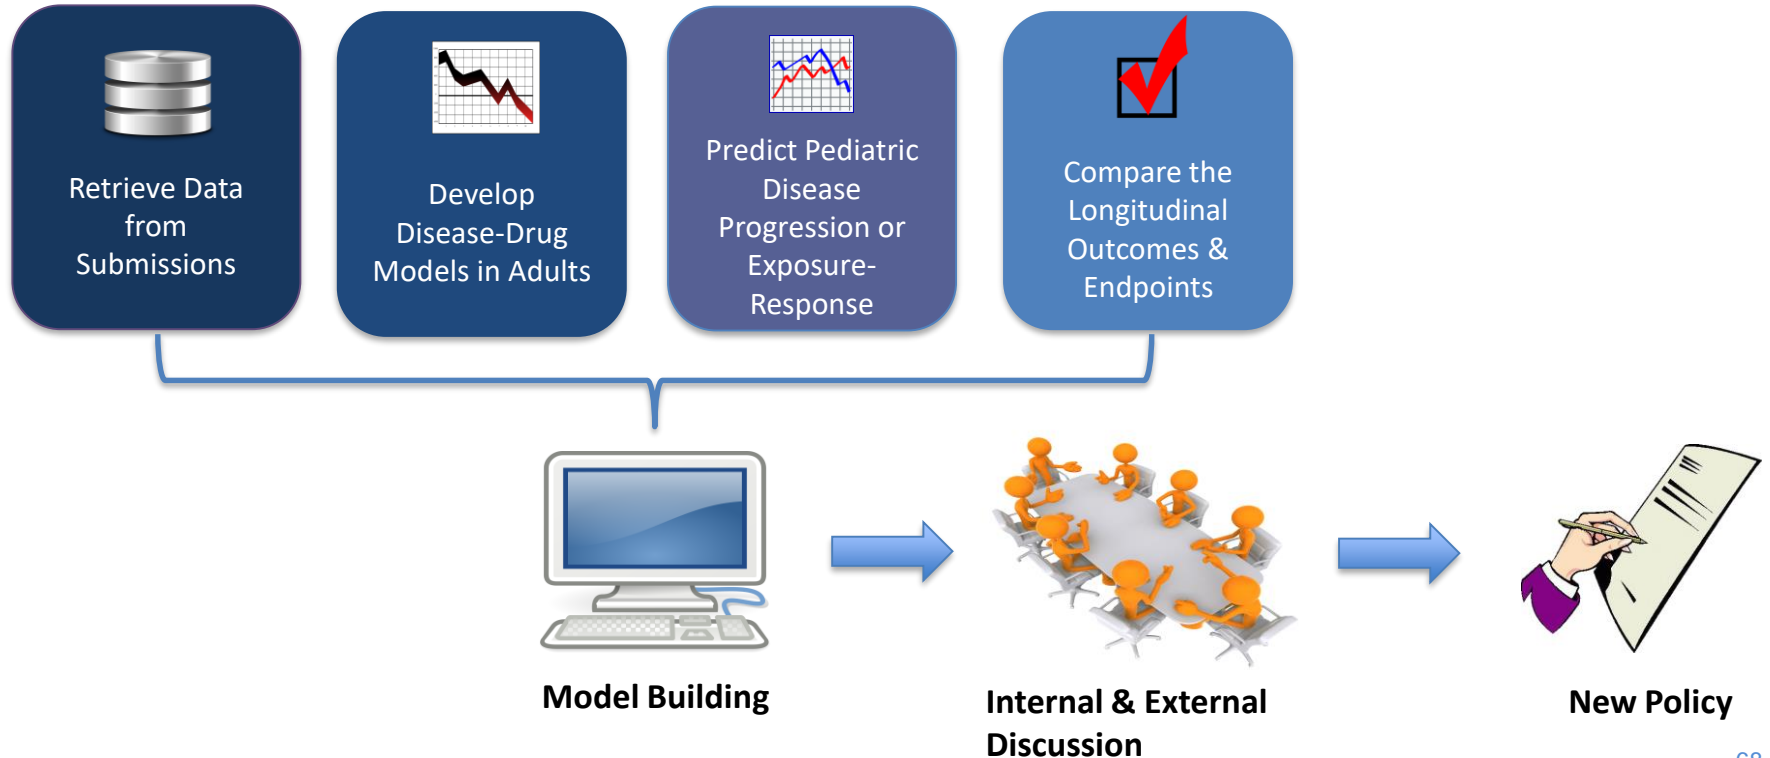 Retrieve Data
from
Submissions
Develop
Disease-Drug
Models in Adults
Predict Pediatric
Disease
Progression or
Exposure-
Response
Compare the
Longitudinal
Outcomes &
Endpoints
Model Building
Internal & External
Discussion
New Policy